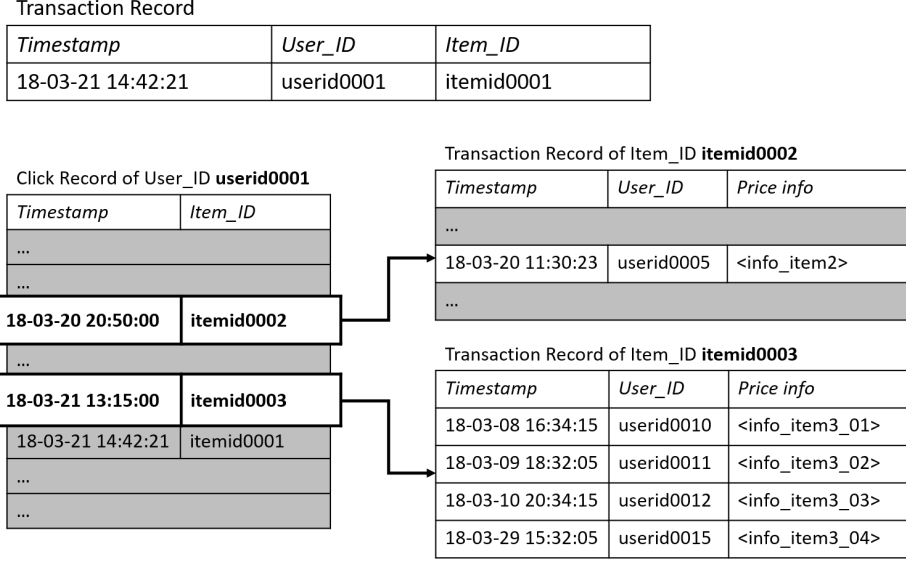 Transaction Record
Timestamp User_ID Item_ID
18-03-21 14:42:21 userid0001 itemid0001
Click Record of User_ID userid0001
Timestamp Item_ID
...
...
18-03-20 20:50:00 itemid0002
...
18-03-21 13:15:00 itemid0003
18-03-21 14:42:21 itemid0001
...
...
Transaction Record of Item_ID itemid0002
Timestamp User_ID Price info
...
18-03-20 11:30:23 userid0005 <info_item2>
...
Transaction Record of Item_ID itemid0003
Timestamp User_ID Price info
18-03-08 16:34:15 userid0010 <info_item3_01>
18-03-09 18:32:05 userid0011 <info_item3_02>
18-03-10 20:34:15 userid0012 <info_item3_03>
18-03-29 15:32:05 userid0015 <info_item3_04>